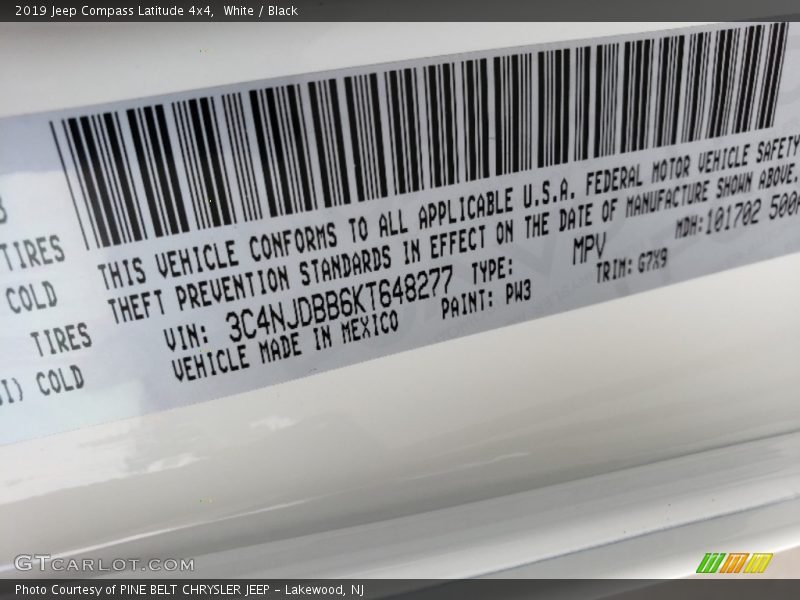 2019 Jeep Compass Latitude 4x4, White / Black
TIRES
COLD
TIRES
COLD
THIS VEHICLE CONFORMS TO ALL APPLICABLE U.S.A. FEDERAL MOTOR VEHICLE SAFETY
THEFT PREVENTION STANDARDS IN EFFECT ON THE DATE OF MANUFACTURE SHOWN ABOVE.
VIN: 3C4NJDBB6KT648277 TYPE: MPV MDH:101702
VEHICLE MADE IN MEXICO PAINT: PW3 TRIM: G7X9
GTCARLOT.COM
Photo Courtesy of PINE BELT CHRYSLER JEEP - Lakewood, NJ